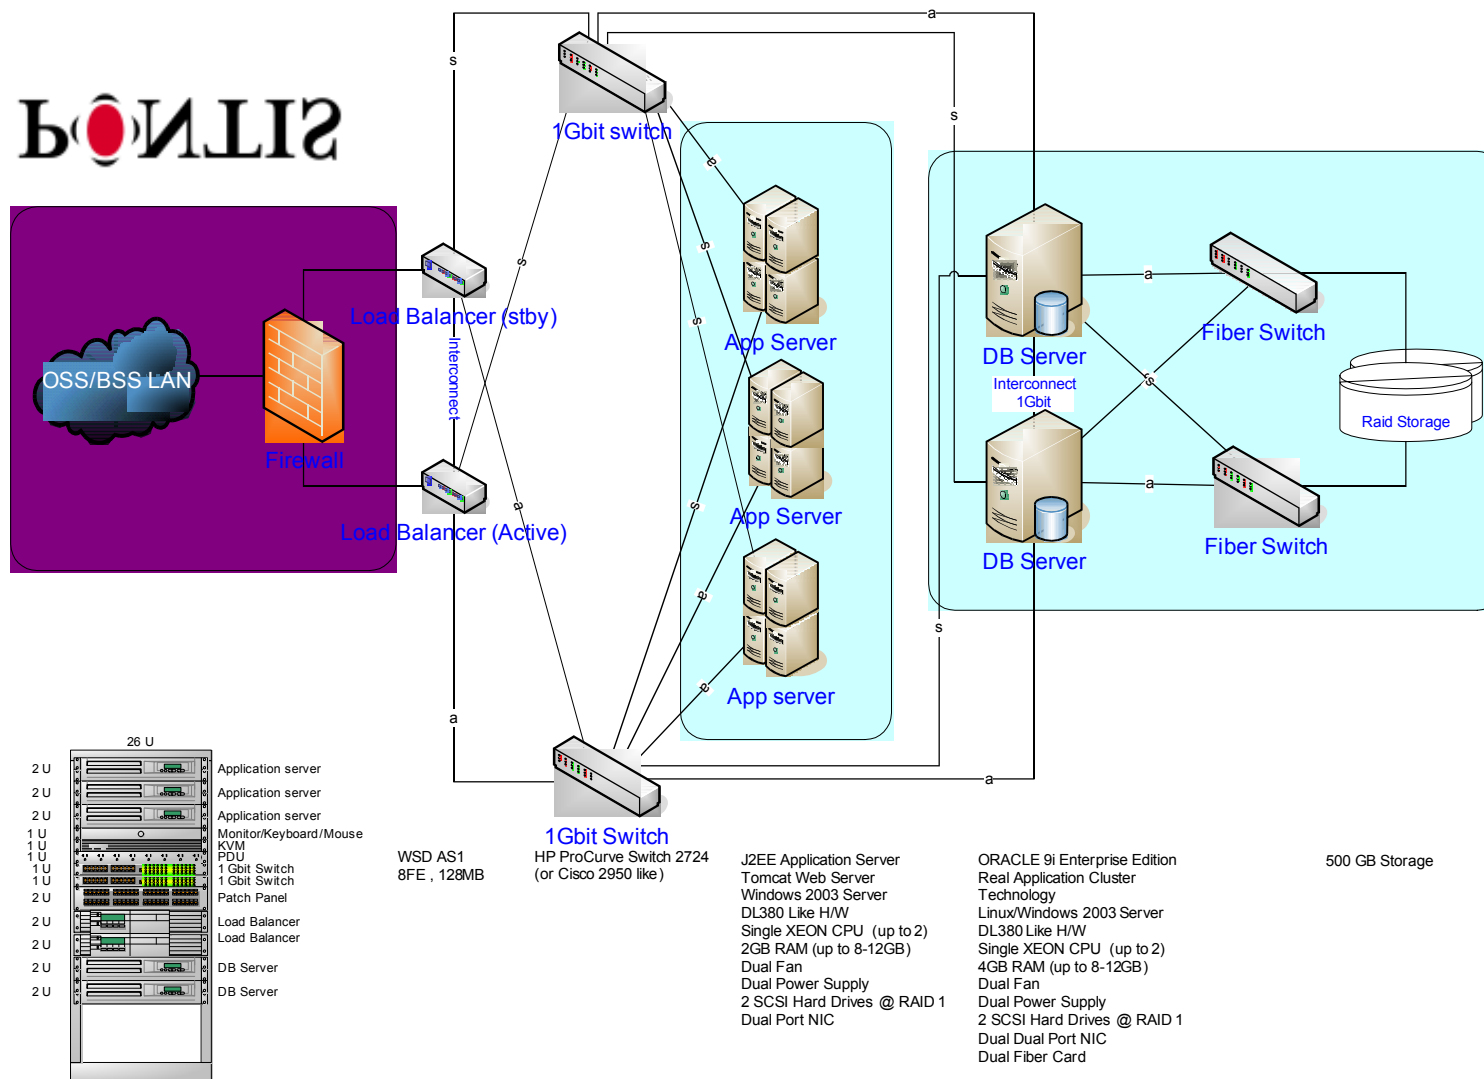 PONTIS
a
s
s
1Gbit switch
a
s
s
s
s
a
a
a
OSS/BSS LAN
Firewall
Load Balancer (stby)
Interconnect
Load Balancer (Active)
a
a
App Server
App Server
App server
DB Server
Interconnect
1Gbit
DB Server
a
s
a
Fiber Switch
Fiber Switch
Raid Storage
s
a
1Gbit Switch
26 U
2 U Application server
2 U Application server
2 U Application server
1 U Monitor/Keyboard/Mouse
1 U KVM
1 U PDU
1 U 1 Gbit Switch
1 U 1 Gbit Switch
2 U Patch Panel
2 U Load Balancer
2 U Load Balancer
2 U DB Server
2 U DB Server
WSD AS1
8FE , 128MB
HP ProCurve Switch 2724
(or Cisco 2950 like)
J2EE Application Server
Tomcat Web Server
Windows 2003 Server
DL380 Like H/W
Single XEON CPU (up to 2)
2GB RAM (up to 8-12GB)
Dual Fan
Dual Power Supply
2 SCSI Hard Drives @ RAID 1
Dual Port NIC
ORACLE 9i Enterprise Edition
Real Application Cluster
Technology
Linux/Windows 2003 Server
DL380 Like H/W
Single XEON CPU (up to 2)
4GB RAM (up to 8-12GB)
Dual Fan
Dual Power Supply
2 SCSI Hard Drives @ RAID 1
Dual Dual Port NIC
Dual Fiber Card
500 GB Storage